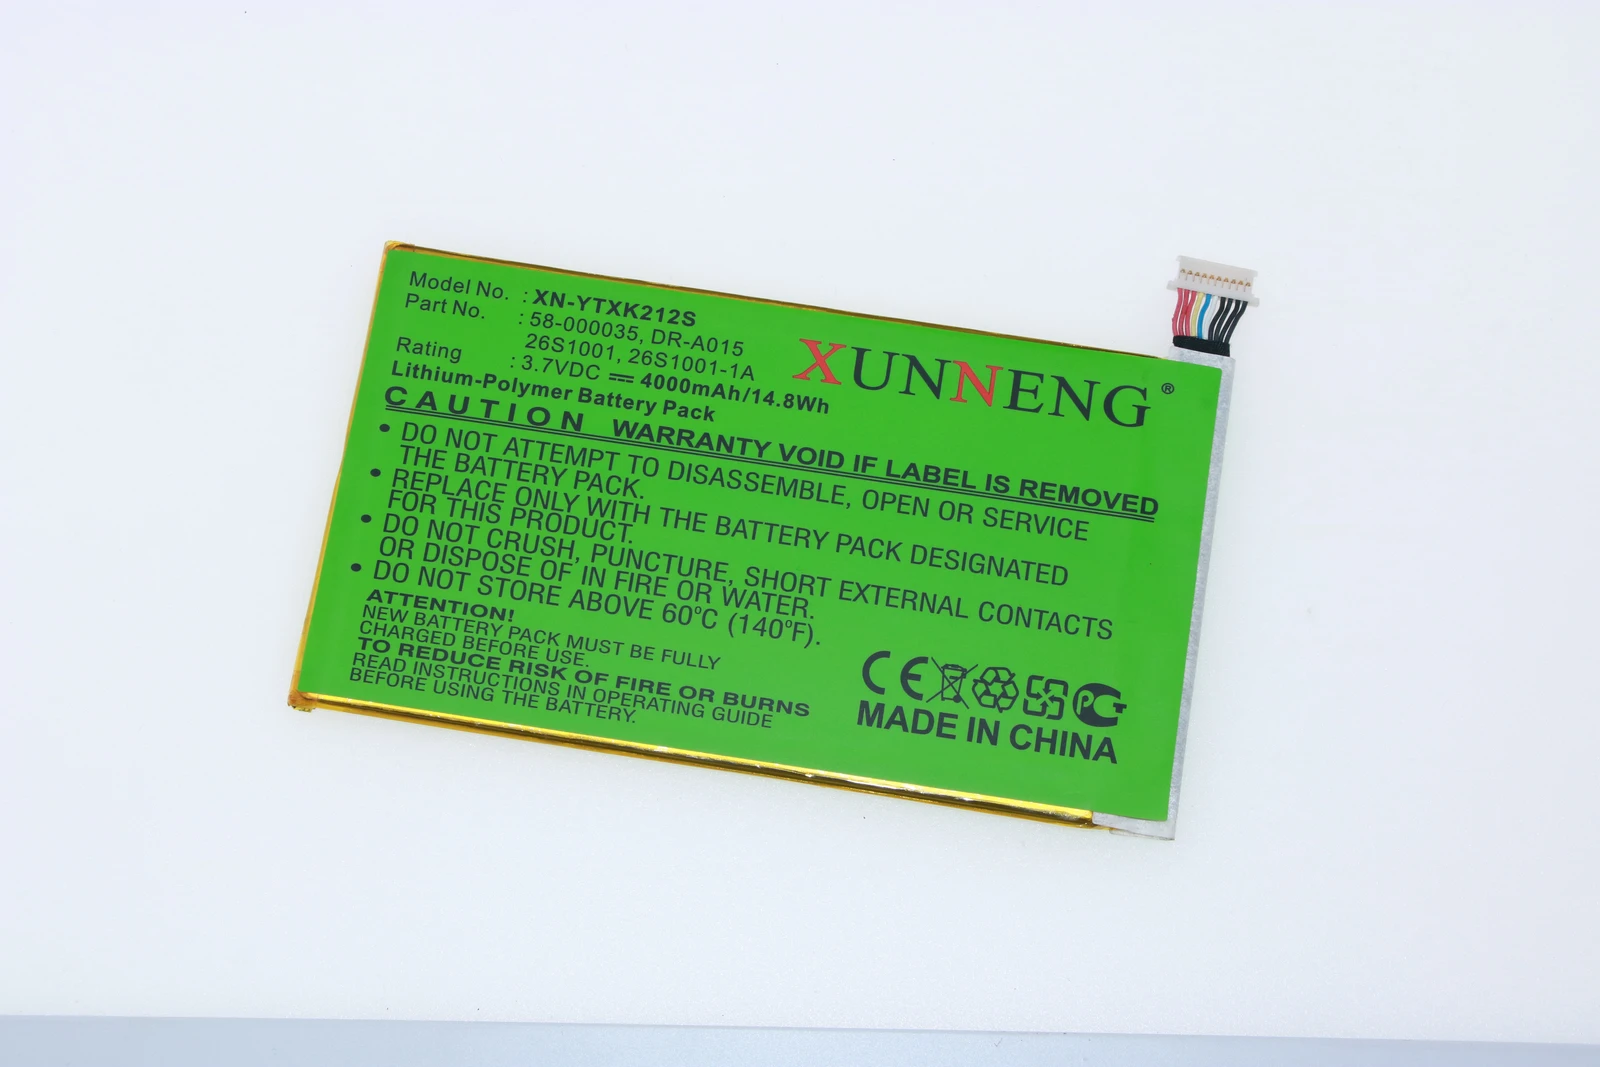 Model No. : XN-YTXK212S
Part No. : 58-000035, DR-A015
26S1001, 26S1001-1A
Rating : 3.7VDC ⎓ 4000mAh/14.8Wh
Lithium-Polymer Battery Pack
XUNNENG®
CAUTION WARRANTY VOID IF LABEL IS REMOVED
• DO NOT ATTEMPT TO DISASSEMBLE, OPEN OR SERVICE
THE BATTERY PACK.
• REPLACE ONLY WITH THE BATTERY PACK DESIGNATED
FOR THIS PRODUCT.
• DO NOT CRUSH, PUNCTURE, SHORT EXTERNAL CONTACTS
OR DISPOSE OF IN FIRE OR WATER.
• DO NOT STORE ABOVE 60°C (140°F).
ATTENTION!
NEW BATTERY PACK MUST BE FULLY
CHARGED BEFORE USE.
TO REDUCE RISK OF FIRE OR BURNS
READ INSTRUCTIONS IN OPERATING GUIDE
BEFORE USING THE BATTERY.
CE
MADE IN CHINA